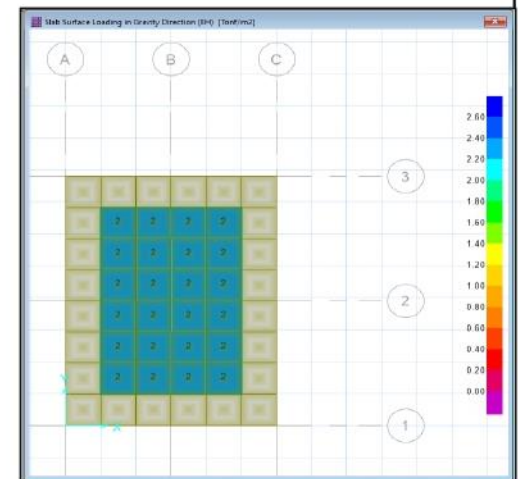 Slab Surface Loading in Gravity Direction (BH) [Tonf/m2]
A B C
2.60
2.40
2.20
3
2.00
1.80
2 2 2 2
1.60
2 2 2 2
1.40
1.20
2 2 2 2
1.00
2
2 2 2 2
0.80
0.60
2 2 2 2
0.40
2 2 2 2
0.20
0.00
Y
X
1